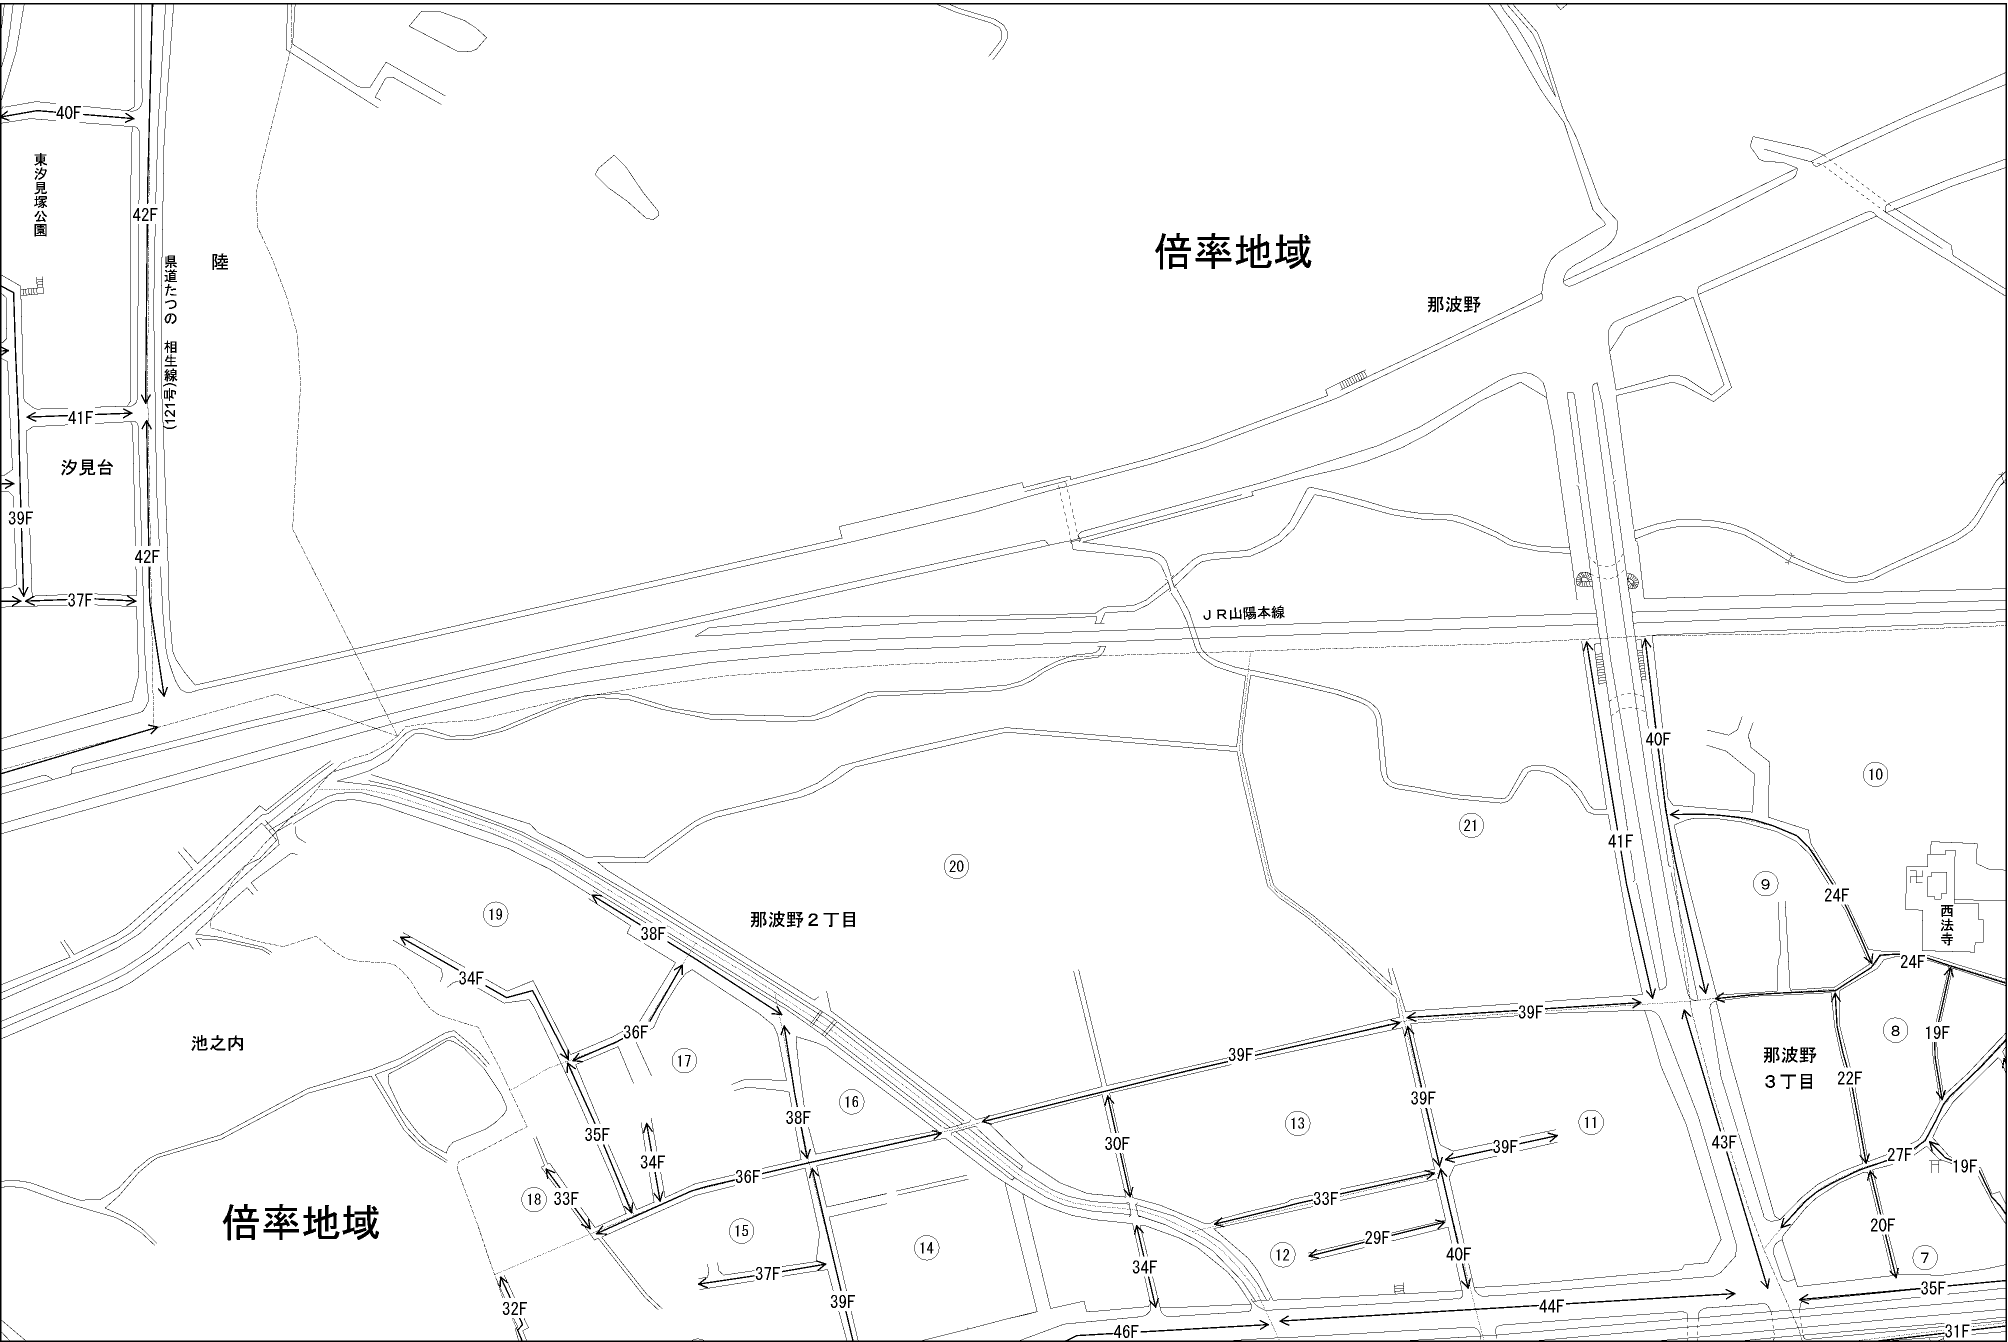 40F
東汐見塚公園
42F
陸
県道たつの 相生線(121号)
倍率地域
那波野
41F
汐見台
39F
42F
37F
JR山陽本線
40F
⑩
㉑
41F
⑳
⑨
24F
卍
西法寺
⑲
那波野2丁目
38F
24F
34F
39F
36F
⑧
19F
池之内
39F
那波野
3丁目
⑰
22F
39F
⑯
38F
35F
30F
⑬
⑪
43F
39F
27F
34F
36F
19F
⑱
33F
33F
20F
倍率地域
⑮
29F
⑭
⑫
40F
⑦
37F
34F
35F
32F
39F
44F
46F
31F